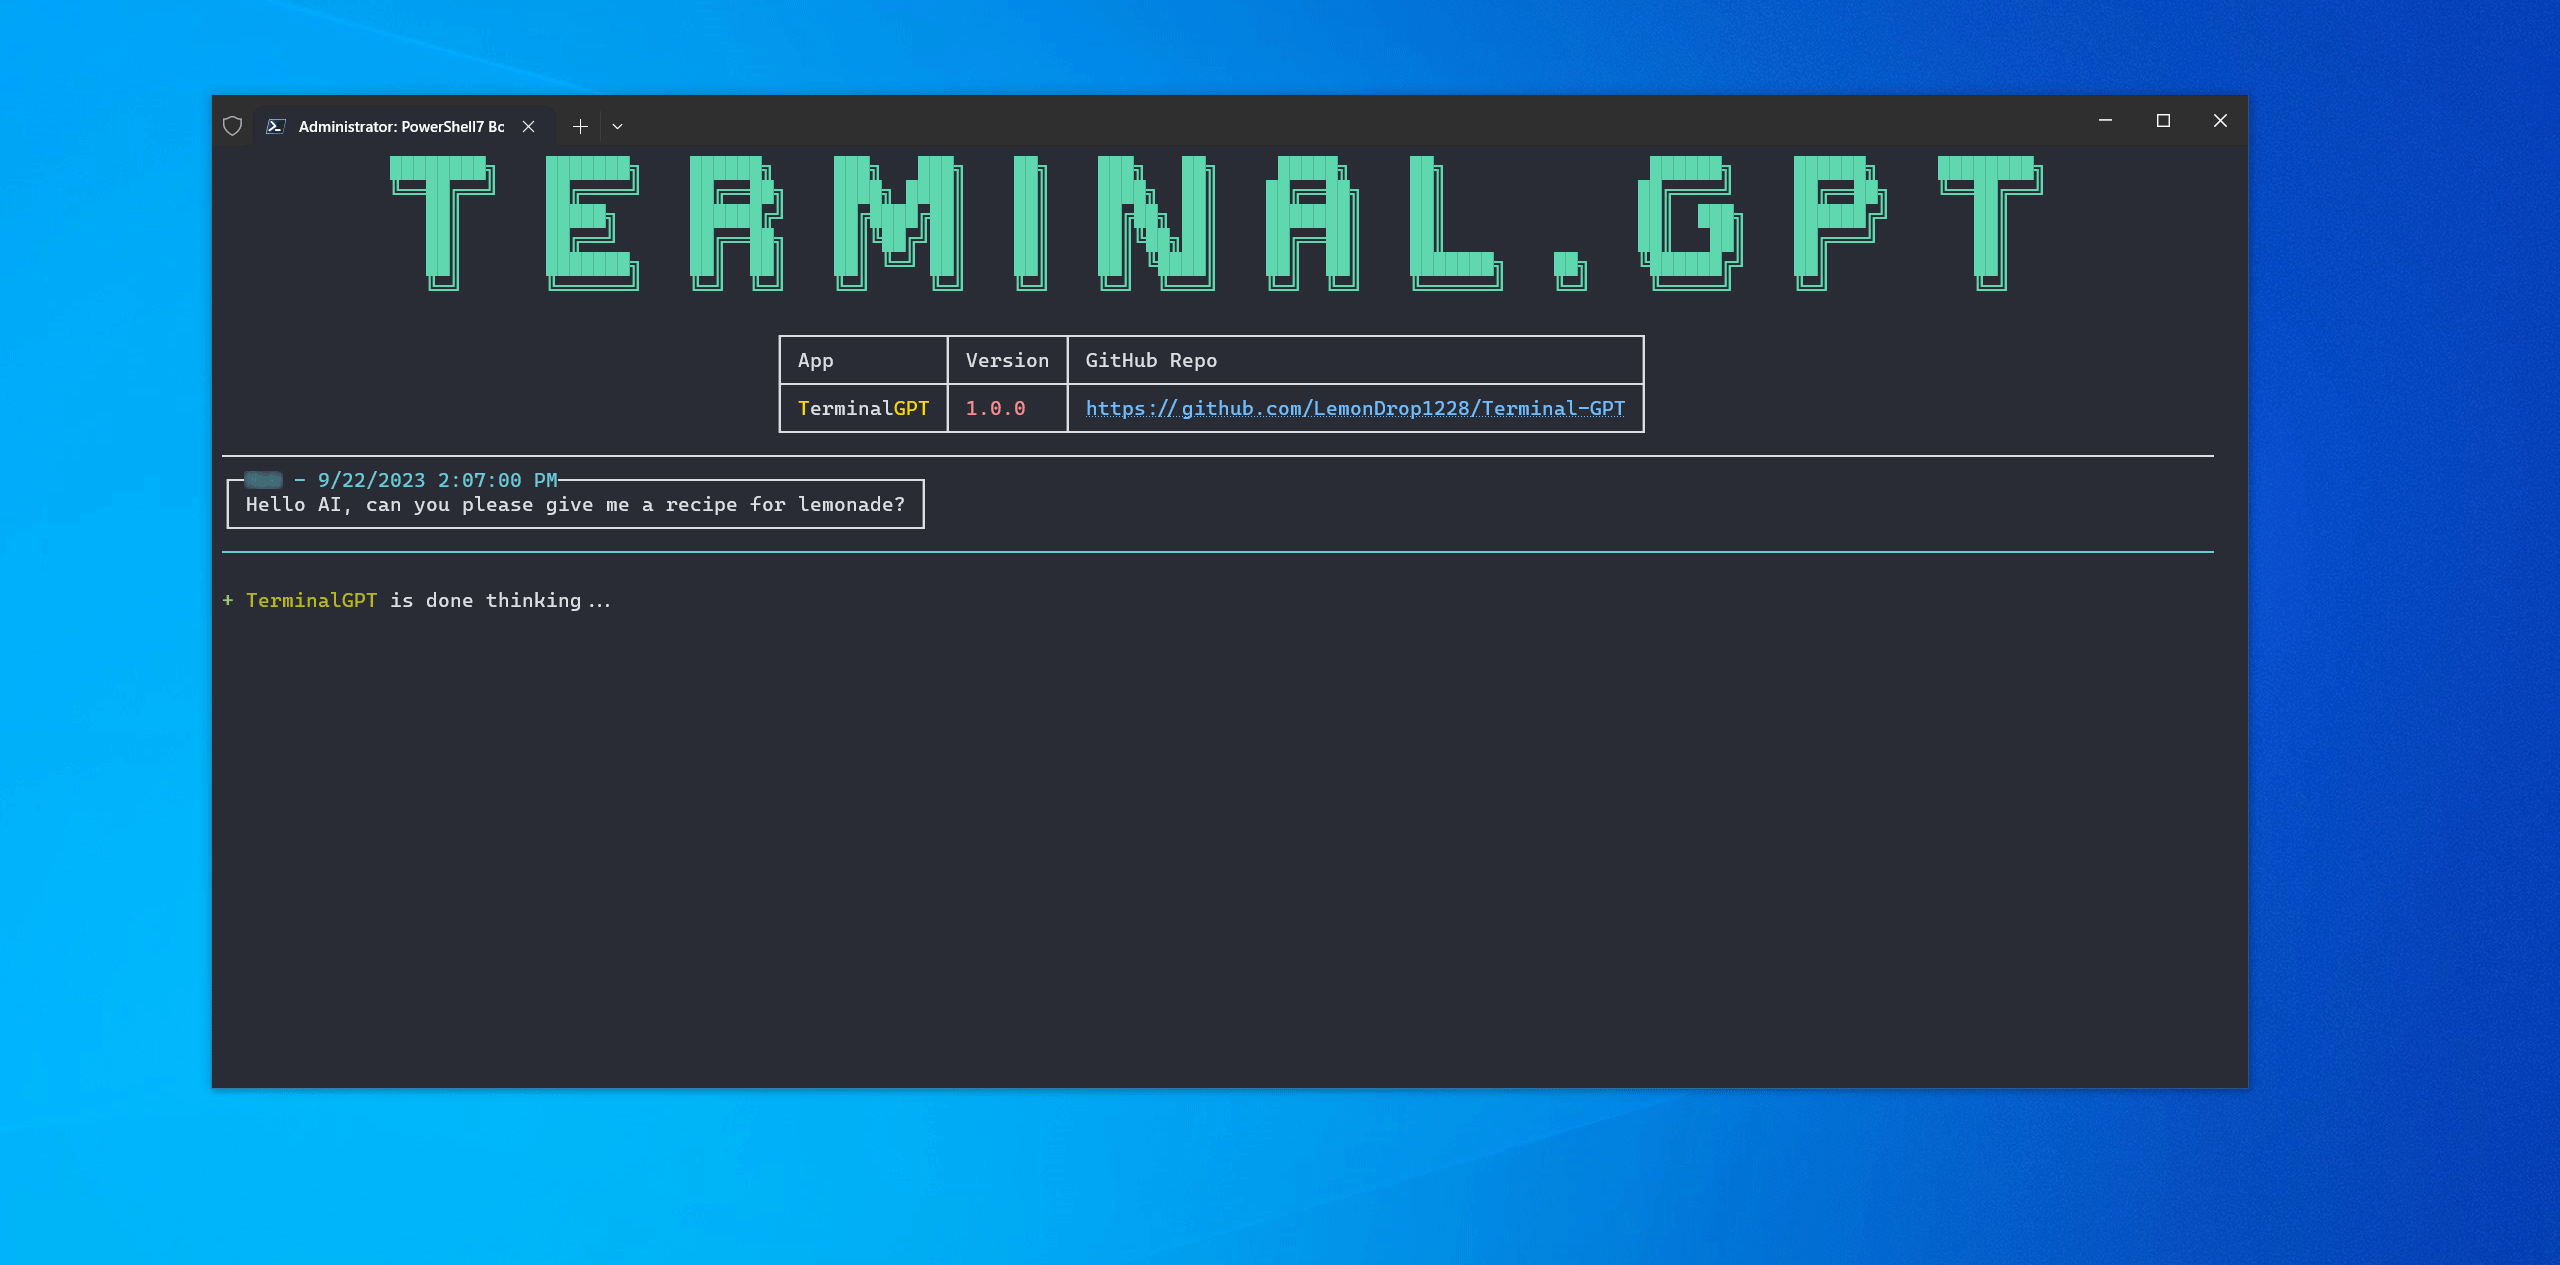 Administrator: PowerShell7 Bc
TERMINAL.GPT
App Version GitHub Repo
TerminalGPT 1.0.0 https://github.com/LemonDrop1228/Terminal-GPT
- 9/22/2023 2:07:00 PM
Hello AI, can you please give me a recipe for lemonade?
+ TerminalGPT is done thinking...